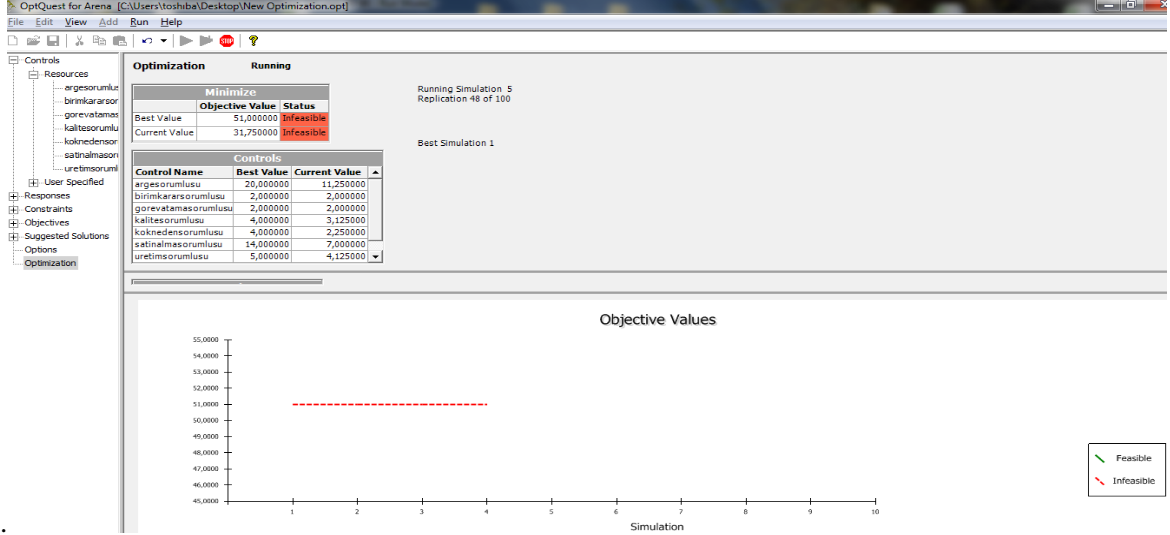 OptQuest for Arena [C:\Users\toshiba\Desktop\New Optimization.opt]
File Edit View Add Run Help
STOP
?
Controls
Resources
argesorumlus
birimkararsor
gorevatamas
kalitesorumlu
koknedensor
satinalmasor
uretimsoruml
User Specified
Responses
Constraints
Objectives
Suggested Solutions
Options
Optimization
Optimization Running
Minimize
Objective Value Status
Best Value 51,000000 Infeasible
Current Value 31,750000 Infeasible
Running Simulation 5
Replication 48 of 100
Best Simulation 1
Controls
Control Name Best Value Current Value
argesorumlusu 20,000000 11,250000
birimkararsorumlusu 2,000000 2,000000
gorevatamasorumlusu 2,000000 2,000000
kalitesorumlusu 4,000000 3,125000
koknedensorumlusu 4,000000 2,250000
satinalmasorumlusu 14,000000 7,000000
uretimsorumlusu 5,000000 4,125000
Objective Values
55,0000
54,0000
53,0000
52,0000
51,0000
50,0000
49,0000
48,0000
47,0000
46,0000
45,0000
1 2 3 4 5 6 7 8 9 10
Simulation
Feasible
Infeasible